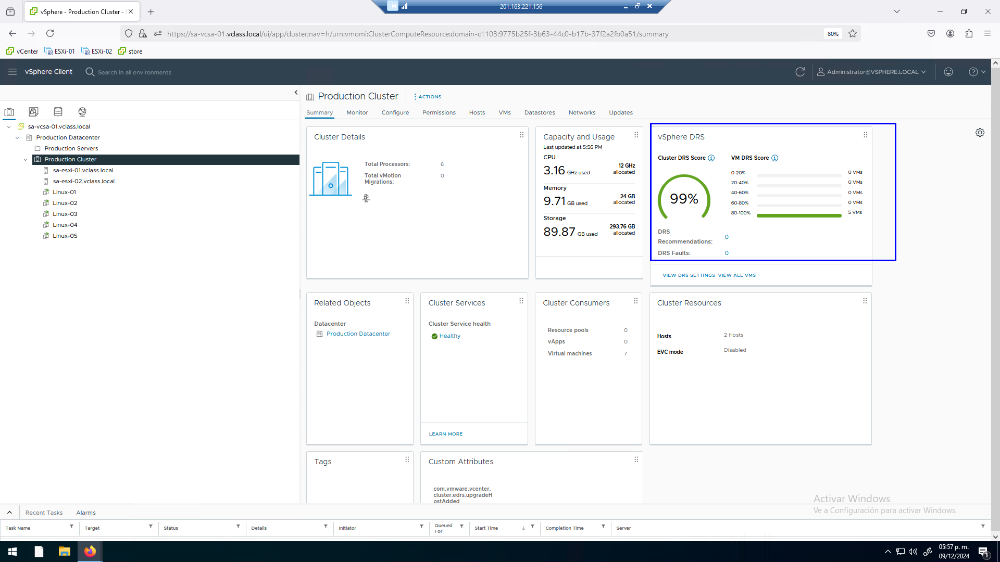 201.163.221.156
vSphere - Production Cluster - S
https://sa-vcsa-01.vclass.local/ui/app/cluster;nav=h/urn:vmomi:ClusterComputeResource:domain-c1103:9775b25f-3b63-44c0-b17b-37f2a2fb0a51/summary
80%
vCenter
ESXi-01
ESXi-02
store
vSphere Client
Search in all environments
Administrator@VSPHERE.LOCAL
Production Cluster
ACTIONS
Summary
Monitor
Configure
Permissions
Hosts
VMs
Datastores
Networks
Updates
sa-vcsa-01.vclass.local
Production Datacenter
Production Servers
Production Cluster
sa-esxi-01.vclass.local
sa-esxi-02.vclass.local
Linux-01
Linux-02
Linux-03
Linux-04
Linux-05
Cluster Details
Total Processors: 6
Total vMotion
Migrations: 0
Capacity and Usage
Last updated at 5:56 PM
CPU
3.16 GHz used
12 GHz
allocated
Memory
9.71 GB used
24 GB
allocated
Storage
89.87 GB used
293.76 GB
allocated
vSphere DRS
Cluster DRS Score
99%
VM DRS Score
0-20% 0 VMs
20-40% 0 VMs
40-60% 0 VMs
60-80% 0 VMs
80-100% 5 VMs
DRS
Recommendations: 0
DRS Faults: 0
VIEW DRS SETTINGS VIEW ALL VMS
Related Objects
Datacenter
Production Datacenter
Cluster Services
Cluster Service health
Healthy
LEARN MORE
Cluster Consumers
Resource pools 0
vApps 0
Virtual machines 7
Cluster Resources
Hosts 2 Hosts
EVC mode Disabled
Tags
Custom Attributes
com.vmware.vcenter.
cluster.edrs.upgradeH
ostAdded
Activar Windows
Ve a Configuración para activar Windows.
Recent Tasks
Alarms
Task Name
Target
Status
Details
Initiator
Queued
For
Start Time
Completion Time
Server
05:57 p. m.
09/12/2024
1